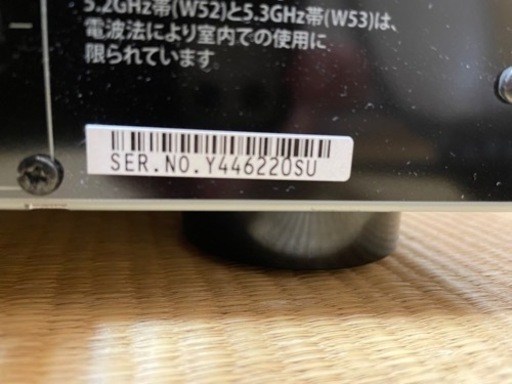 5.2GHz帯(W52)と5.3GHz帯(W53)は、
電波法により室内での使用に
限られています。
SER.NO.Y446220SU